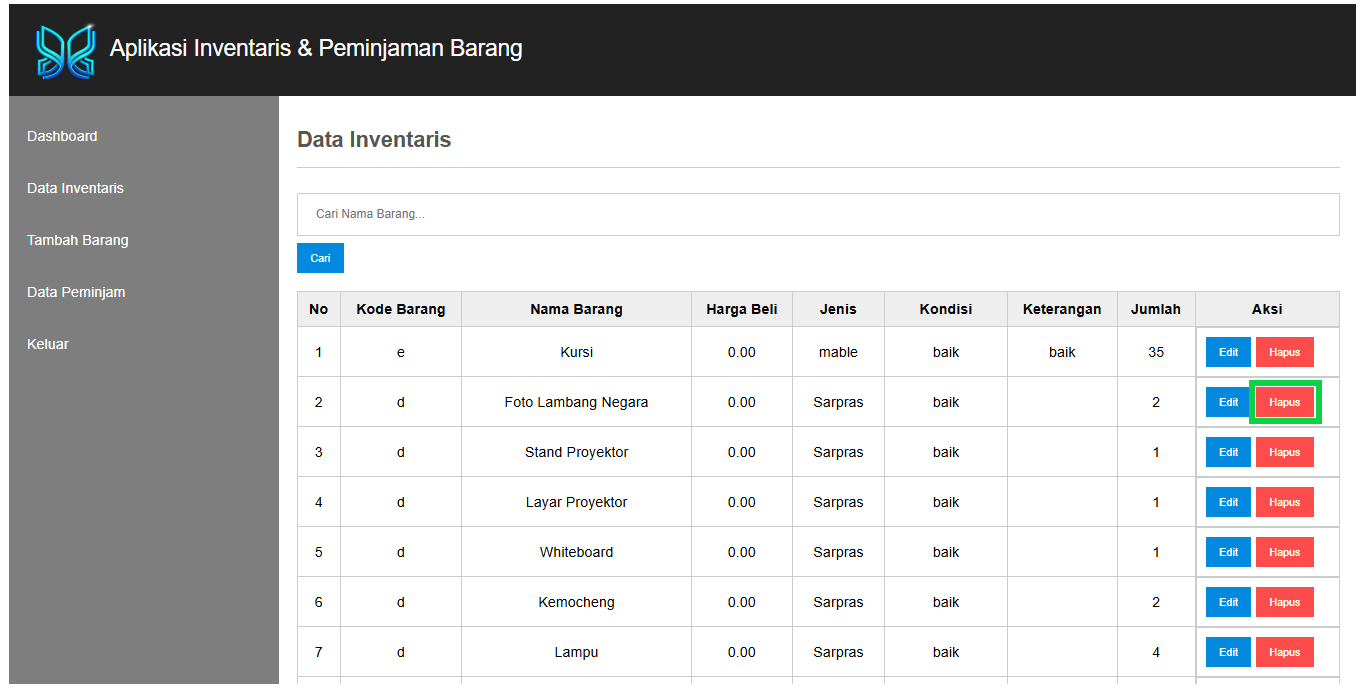 Aplikasi Inventaris & Peminjaman Barang
Dashboard
Data Inventaris
Tambah Barang
Data Peminjam
Keluar
Data Inventaris
Cari Nama Barang...
Cari
No Kode Barang Nama Barang Harga Beli Jenis Kondisi Keterangan Jumlah Aksi
1 e Kursi 0.00 mable baik baik 35 Edit Hapus
2 d Foto Lambang Negara 0.00 Sarpras baik 2 Edit Hapus
3 d Stand Proyektor 0.00 Sarpras baik 1 Edit Hapus
4 d Layar Proyektor 0.00 Sarpras baik 1 Edit Hapus
5 d Whiteboard 0.00 Sarpras baik 1 Edit Hapus
6 d Kemocheng 0.00 Sarpras baik 2 Edit Hapus
7 d Lampu 0.00 Sarpras baik 4 Edit Hapus